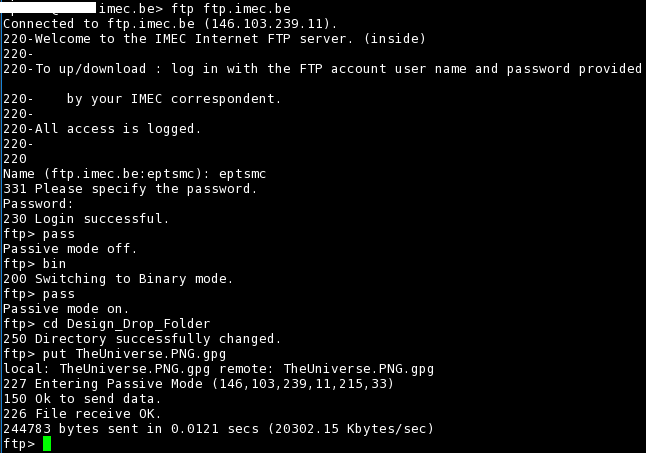 imec.be> ftp ftp.imec.be
Connected to ftp.imec.be (146.103.239.11).
220-Welcome to the IMEC Internet FTP server. (inside)
220-
220-To up/download : log in with the FTP account user name and password provided
220-    by your IMEC correspondent.
220-
220-All access is logged.
220-
220
Name (ftp.imec.be:eptsmc): eptsmc
331 Please specify the password.
Password:
230 Login successful.
ftp> pass
Passive mode off.
ftp> bin
200 Switching to Binary mode.
ftp> pass
Passive mode on.
ftp> cd Design_Drop_Folder
250 Directory successfully changed.
ftp> put TheUniverse.PNG.gpg
local: TheUniverse.PNG.gpg remote: TheUniverse.PNG.gpg
227 Entering Passive Mode (146,103,239,11,215,33)
150 Ok to send data.
226 File receive OK.
244783 bytes sent in 0.0121 secs (20302.15 Kbytes/sec)
ftp>